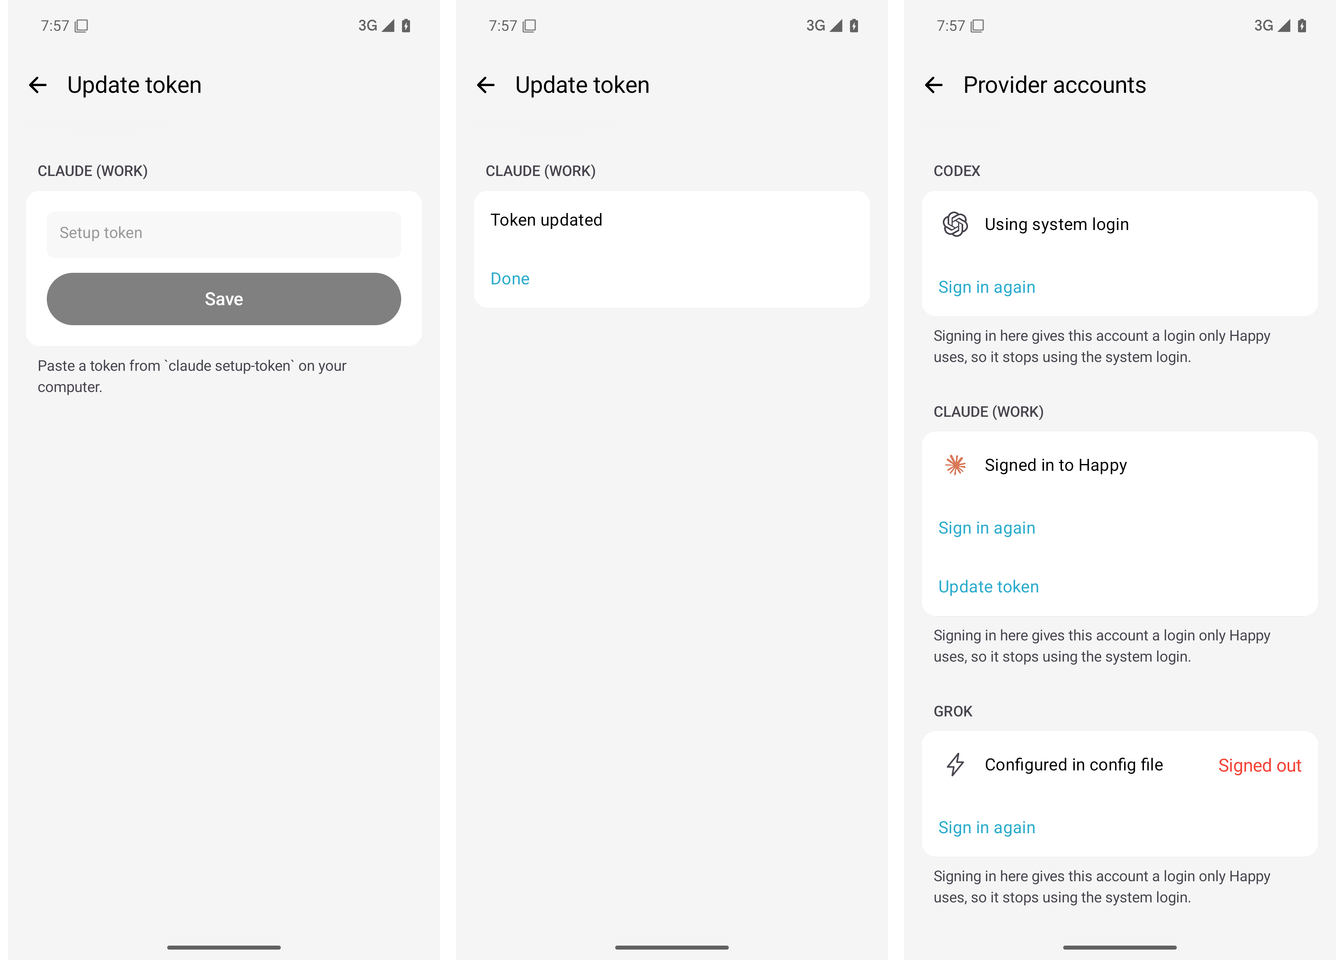 7:57
3G
Update token
CLAUDE (WORK)
Setup token
Save
Paste a token from `claude setup-token` on your
computer.
7:57
3G
Update token
CLAUDE (WORK)
Token updated
Done
7:57
3G
Provider accounts
CODEX
Using system login
Sign in again
Signing in here gives this account a login only Happy
uses, so it stops using the system login.
CLAUDE (WORK)
Signed in to Happy
Sign in again
Update token
Signing in here gives this account a login only Happy
uses, so it stops using the system login.
GROK
Configured in config file
Signed out
Sign in again
Signing in here gives this account a login only Happy
uses, so it stops using the system login.